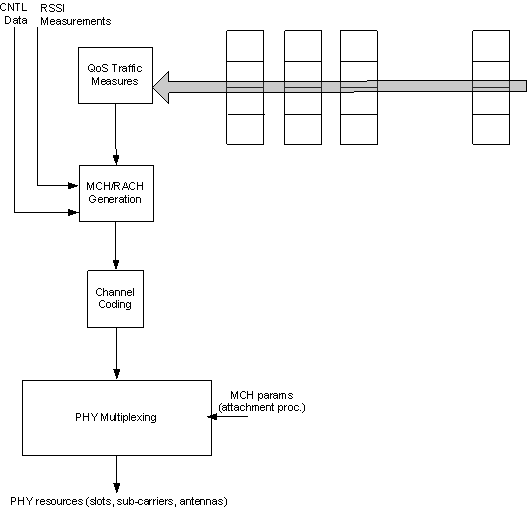 CNTL
Data
RSSI
Measurements
QoS Traffic
Measures
MCH/RACH
Generation
Channel
Coding
MCH params
(attachment proc.)
PHY Multiplexing
PHY resources (slots, sub-carriers, antennas)